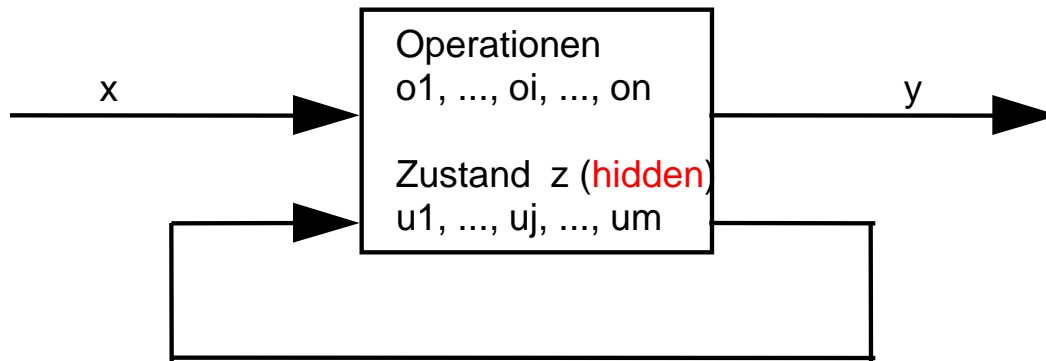 x
Operationen
o1, ..., oi, ..., on
y
Zustand z (hidden)
u1, ..., uj, ..., um